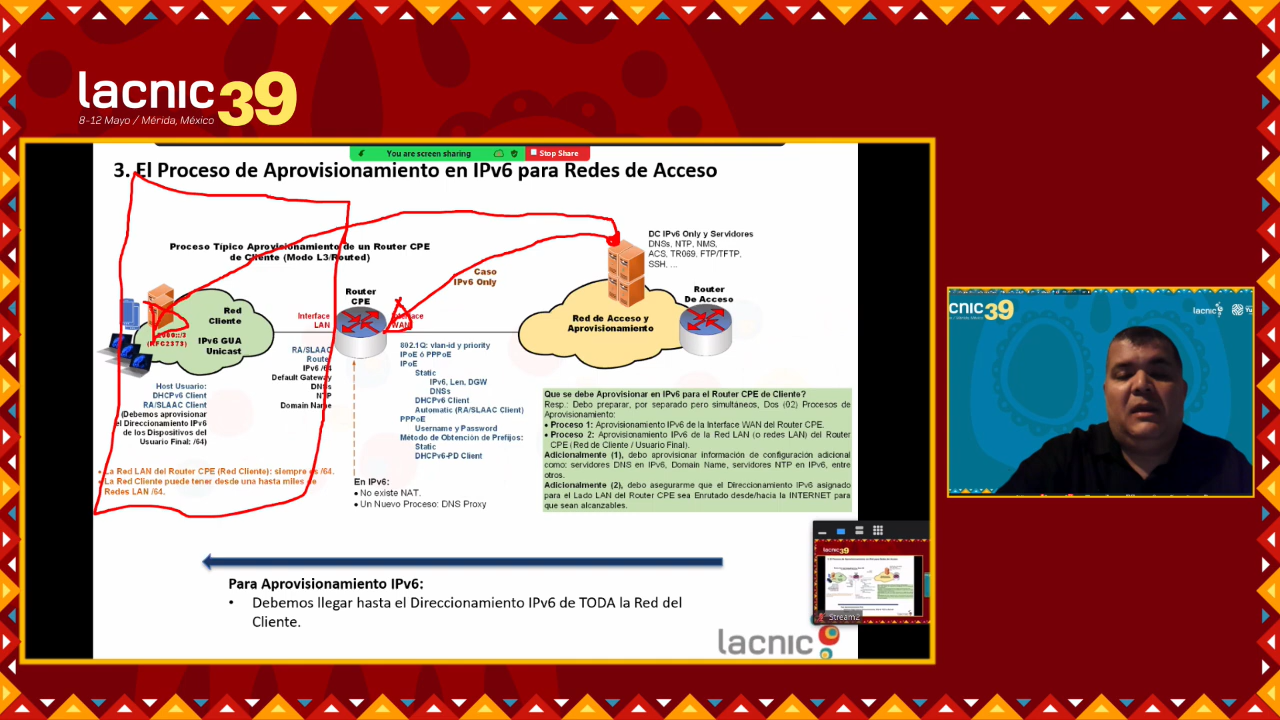 lacnic39
8-12 Mayo / Mérida, México
You are screen sharing
Stop Share
3. El Proceso de Aprovisionamiento en IPv6 para Redes de Acceso
Proceso Típico Aprovisionamiento de un Router CPE
de Cliente (Modo L3/Routed)
Caso
IPv6 Only
DC IPv6 Only y Servidores
DNSs, NTP, NMS,
ACS, TR069, FTP/TFTP,
SSH, ...
Router
CPE
Router
De Acceso
Red
Cliente
IPv6 GUA
Unicast
2000::/3
(RFC2373)
Interface
LAN
Interface
WAN
Red de Acceso y
Aprovisionamiento
RA/SLAAC
Router
IPv6 /64
Default Gateway
DNSs
NTP
Domain Name
802.1Q: vlan-id y priority
IPoE ó PPPoE
IPoE
Static
IPv6, Len, DGW
DNSs
DHCPv6 Client
Automatic (RA/SLAAC Client)
PPPoE
Username y Password
Método de Obtención de Prefijos:
Static
DHCPv6-PD Client
Host Usuario:
DHCPv6 Client
RA/SLAAC Client
(Debemos aprovisionar
el Direccionamiento IPv6
de los Dispositivos del
Usuario Final: /64)
• La Red LAN del Router CPE (Red Cliente): siempre es /64.
• La Red Cliente puede tener desde una hasta miles de
Redes LAN /64.
En IPv6:
• No existe NAT.
• Un Nuevo Proceso: DNS Proxy
Que se debe Aprovisionar en IPv6 para el Router CPE de Cliente?
Resp.: Debo preparar, por separado pero simultáneos, Dos (02) Procesos de
Aprovisionamiento:
• Proceso 1: Aprovisionamiento IPv6 de la Interface WAN del Router CPE.
• Proceso 2: Aprovisionamiento IPv6 de la Red LAN (o redes LAN) del Router
CPE (Red de Cliente / Usuario Final).
Adicionalmente (1), debo aprovisionar información de configuración adicional
como: servidores DNS en IPv6, Domain Name, servidores NTP en IPv6, entre
otros.
Adicionalmente (2), debo asegurarme que el Direccionamiento IPv6 asignado
para el Lado LAN del Router CPE sea Enrutado desde/hacia la INTERNET para
que sean alcanzables.
Para Aprovisionamiento IPv6:
• Debemos llegar hasta el Direccionamiento IPv6 de TODA la Red del
Cliente.
lacnic
lacnic39
Stream2
cnic39
lacnic